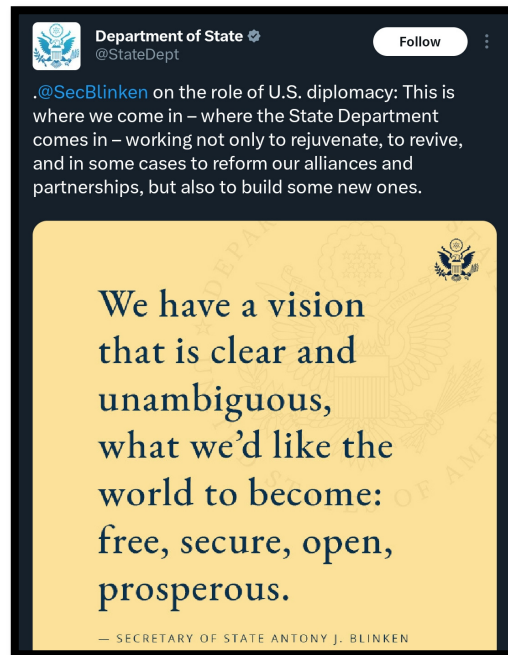 Department of State
@StateDept
Follow
.@SecBlinken on the role of U.S. diplomacy: This is
where we come in – where the State Department
comes in – working not only to rejuvenate, to revive,
and in some cases to reform our alliances and
partnerships, but also to build some new ones.
We have a vision
that is clear and
unambiguous,
what we’d like the
world to become:
free, secure, open,
prosperous.
— SECRETARY OF STATE ANTONY J. BLINKEN